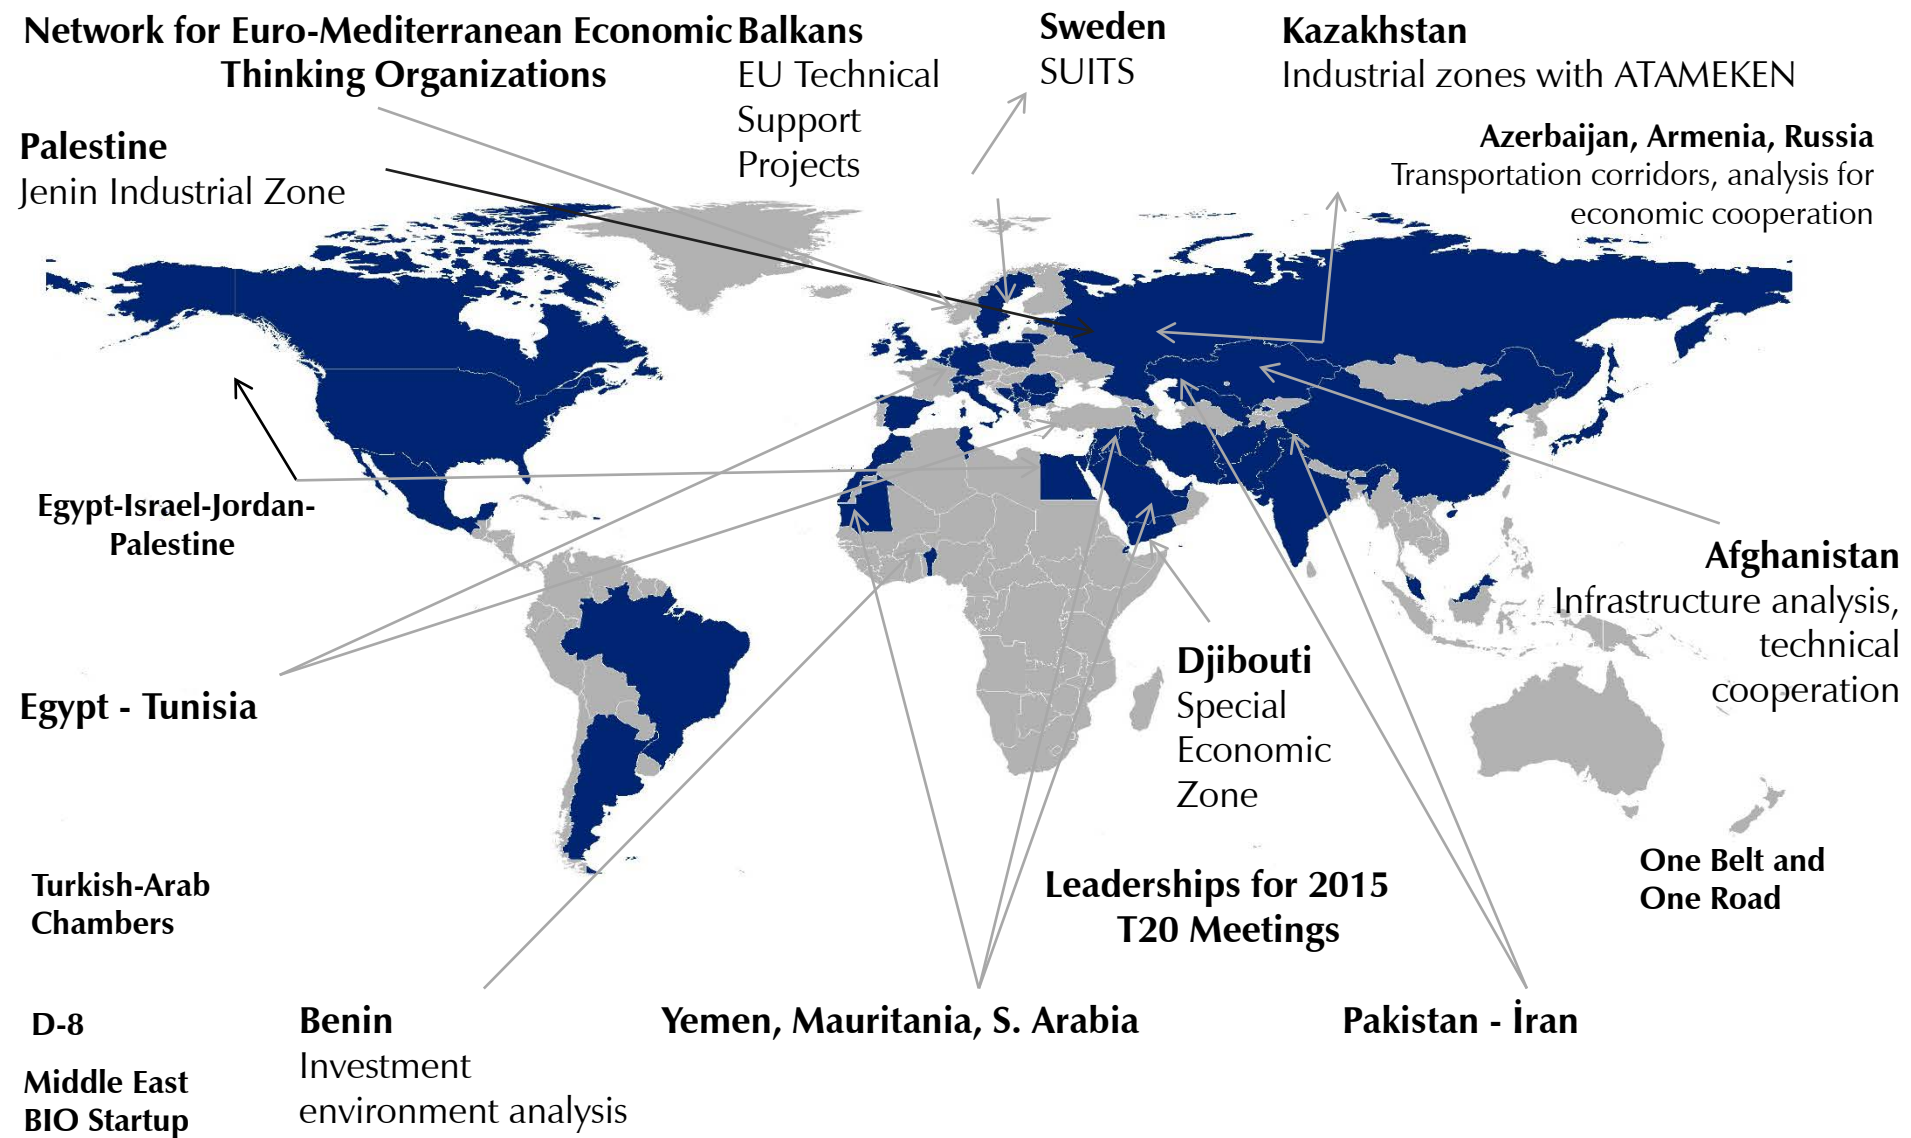 Network for Euro-Mediterranean Economic
Thinking Organizations
Balkans
EU Technical
Support
Projects
Sweden
SUITS
Kazakhstan
Industrial zones with ATAMEKEN
Palestine
Jenin Industrial Zone
Azerbaijan, Armenia, Russia
Transportation corridors, analysis for
economic cooperation
Egypt-Israel-Jordan-
Palestine
Afghanistan
Infrastructure analysis,
technical
cooperation
Egypt - Tunisia
Djibouti
Special
Economic
Zone
Turkish-Arab
Chambers
Leaderships for 2015
T20 Meetings
One Belt and
One Road
D-8
Middle East
BIO Startup
Benin
Investment
environment analysis
Yemen, Mauritania, S. Arabia
Pakistan - İran